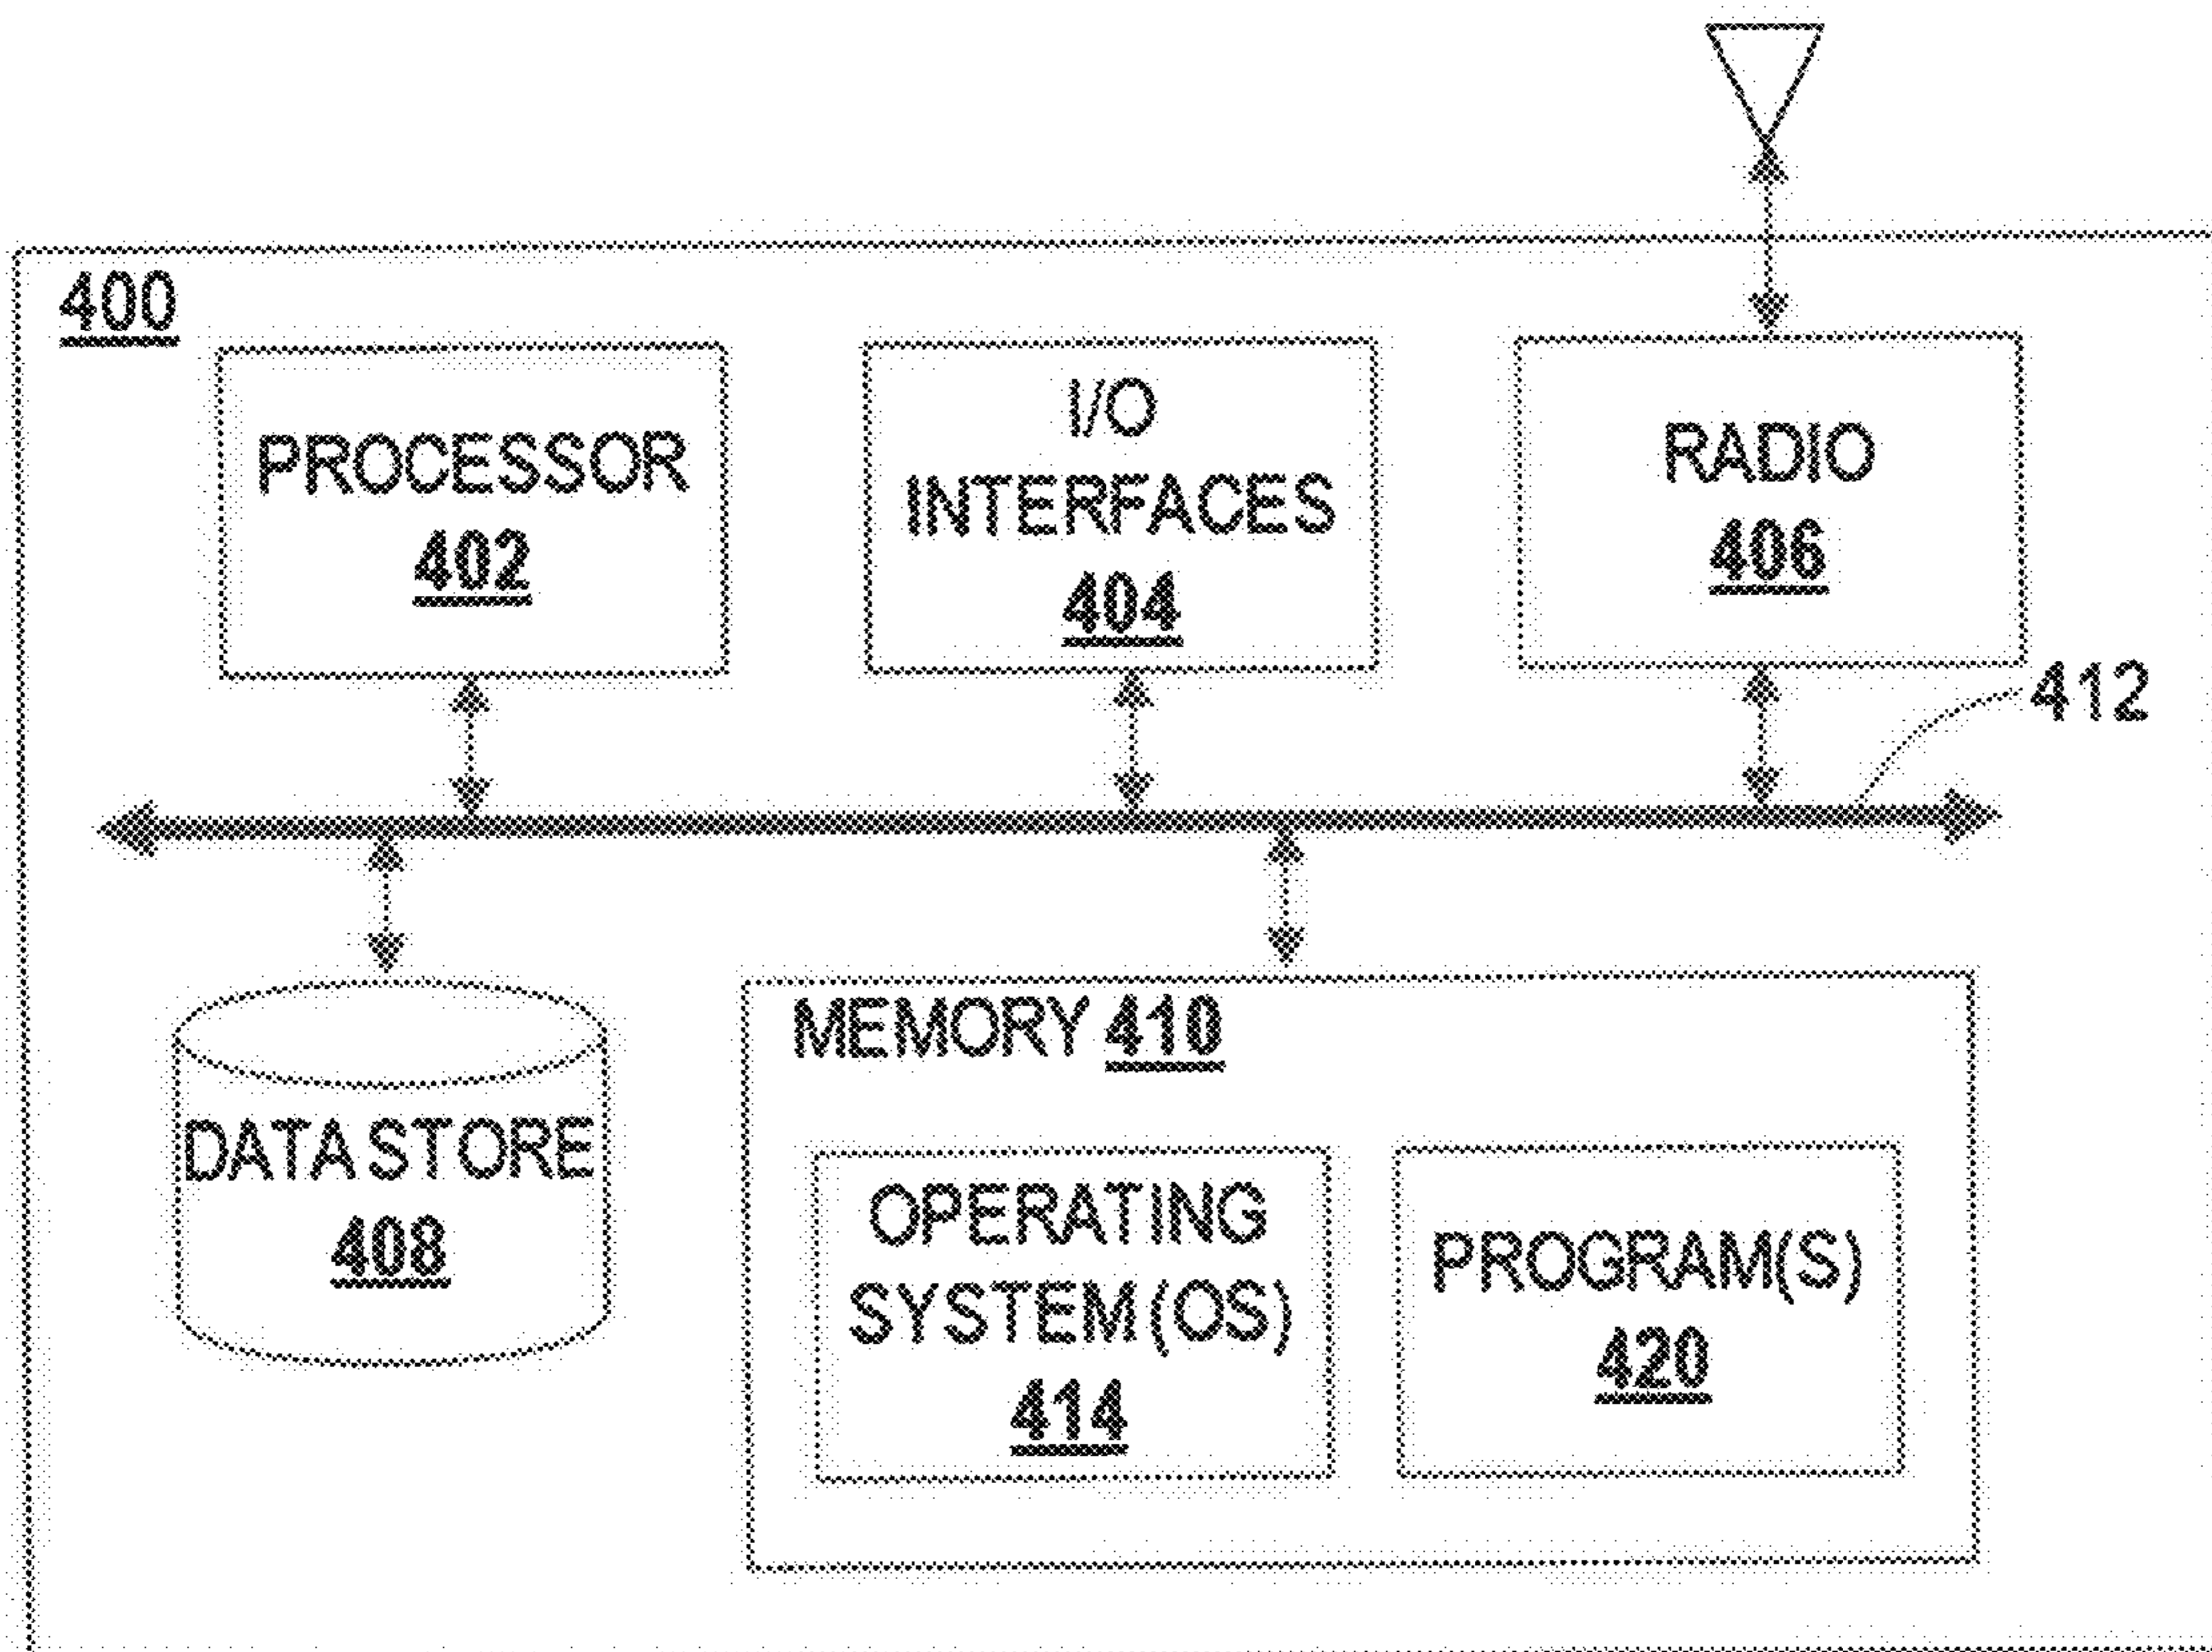 400
PROCESSOR
402
I/O
INTERFACES
404
RADIO
406
412
DATA STORE
408
MEMORY 410
OPERATING
SYSTEM (OS)
414
PROGRAM(S)
420